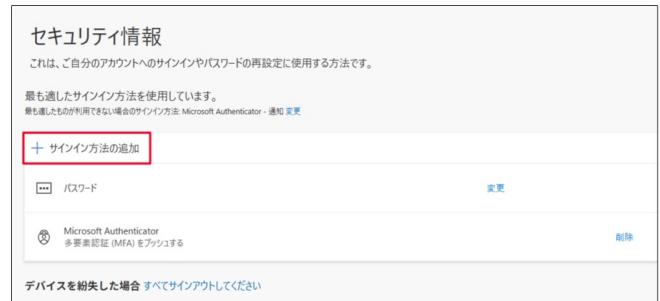 セキュリティ情報
これは、ご自分のアカウントへのサインインやパスワードの再設定に使用する方法です。
最も適したサインイン方法を使用しています。
最も適したものが利用できない場合のサインイン方法: Microsoft Authenticator - 通知 変更
+ サインイン方法の追加
パスワード 変更
Microsoft Authenticator
多要素認証 (MFA) をプッシュする 削除
デバイスを紛失した場合 すべてサインアウトしてください